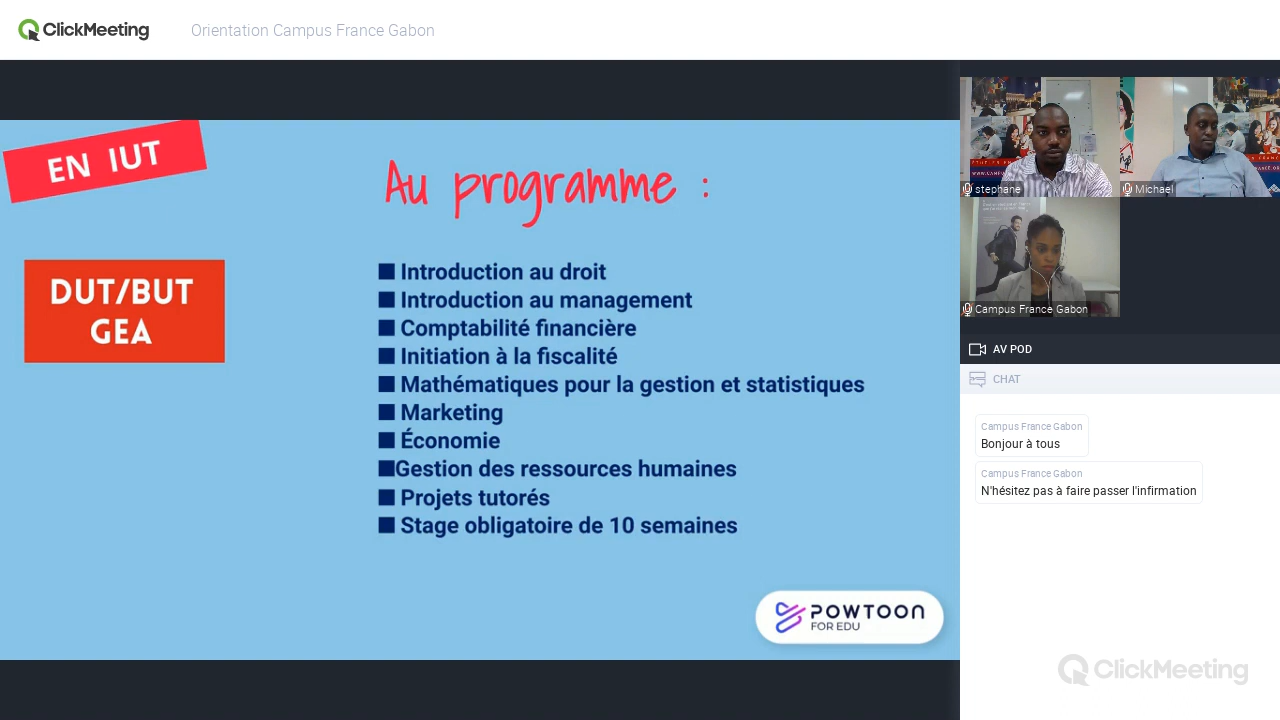 ClickMeeting
Orientation Campus France Gabon
EN IUT
Au programme :
DUT/BUT
GEA
Introduction au droit
Introduction au management
Comptabilité financière
Initiation à la fiscalité
Mathématiques pour la gestion et statistiques
Marketing
Économie
Gestion des ressources humaines
Projets tutorés
Stage obligatoire de 10 semaines
POWTOON
FOR EDU
stephane
Michael
Campus France Gabon
AV POD
CHAT
Campus France Gabon
Bonjour à tous
Campus France Gabon
N'hésitez pas à faire passer l'infirmation
ClickMeeting